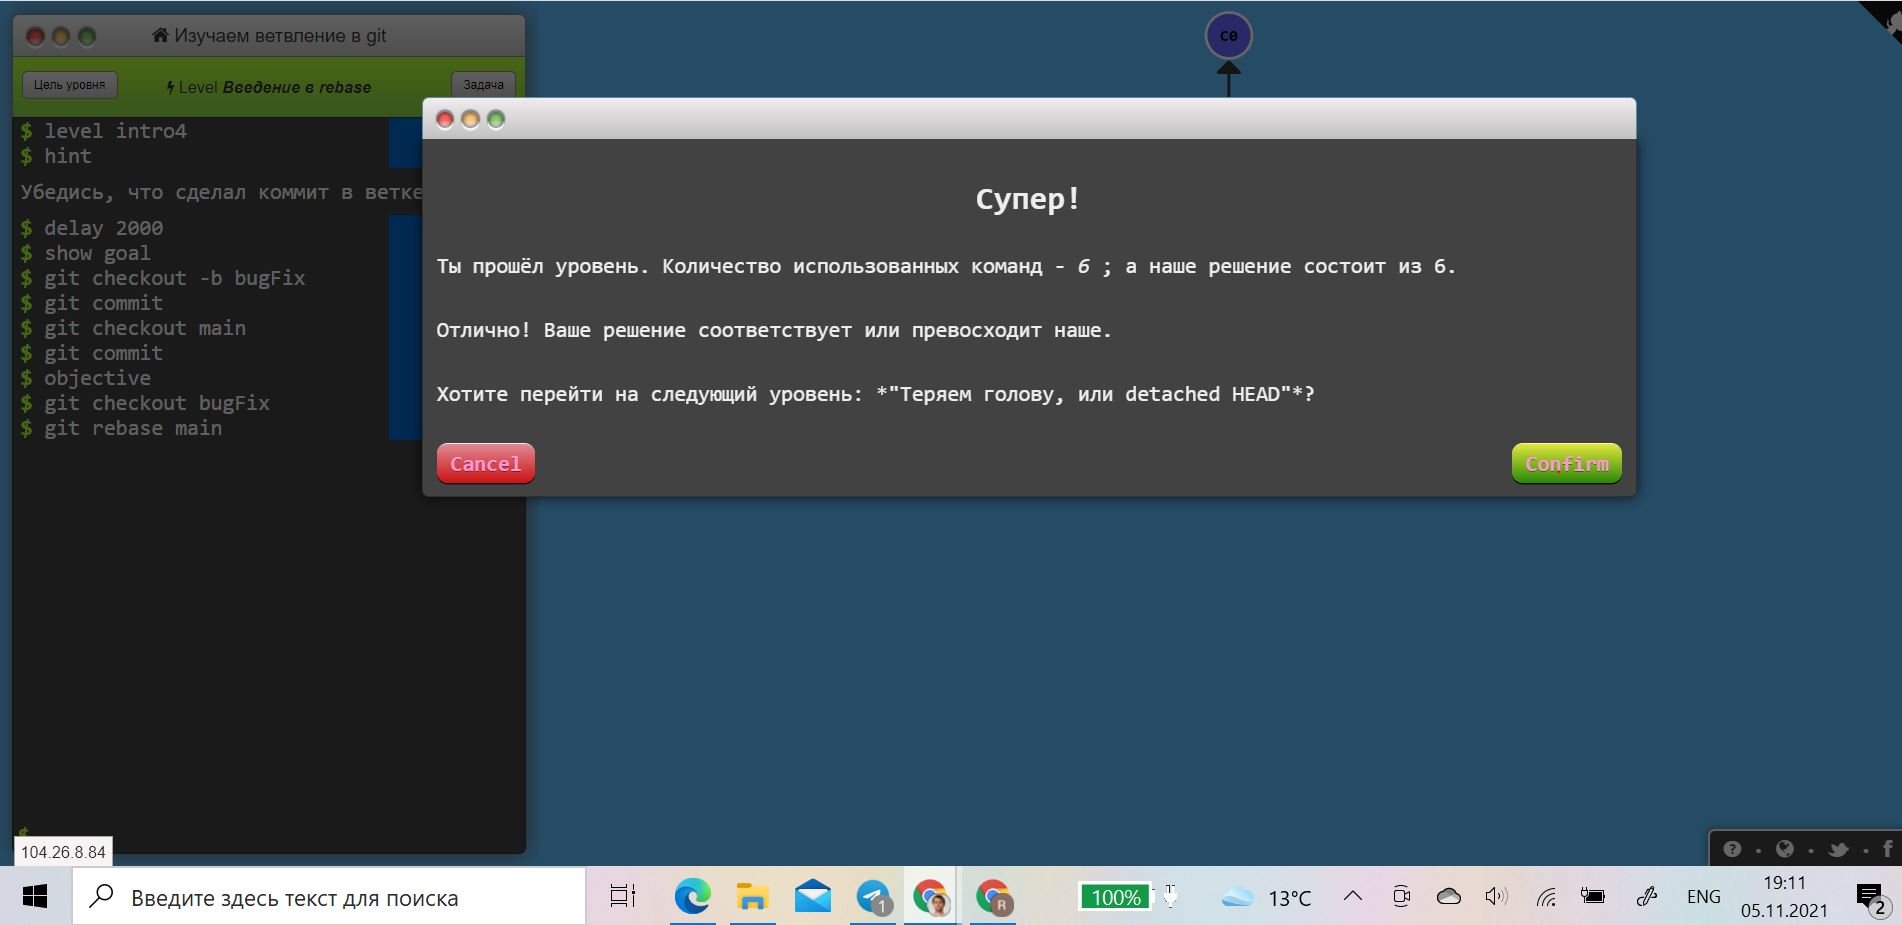 Изучаем ветвление в git
C0
Цель уровня
Level Введение в rebase
Задача
$ level intro4
$ hint
Убедись, что сделал коммит в ветке
$ delay 2000
$ show goal
$ git checkout -b bugFix
$ git commit
$ git checkout main
$ git commit
$ objective
$ git checkout bugFix
$ git rebase main
$
Супер!
Ты прошёл уровень. Количество использованных команд - 6 ; а наше решение состоит из 6.
Отлично! Ваше решение соответствует или превосходит наше.
Хотите перейти на следующий уровень: *"Теряем голову, или detached HEAD"*?
Cancel
Confirm
104.26.8.84
Введите здесь текст для поиска
1
R
100%
13°C
ENG
19:11
05.11.2021
2